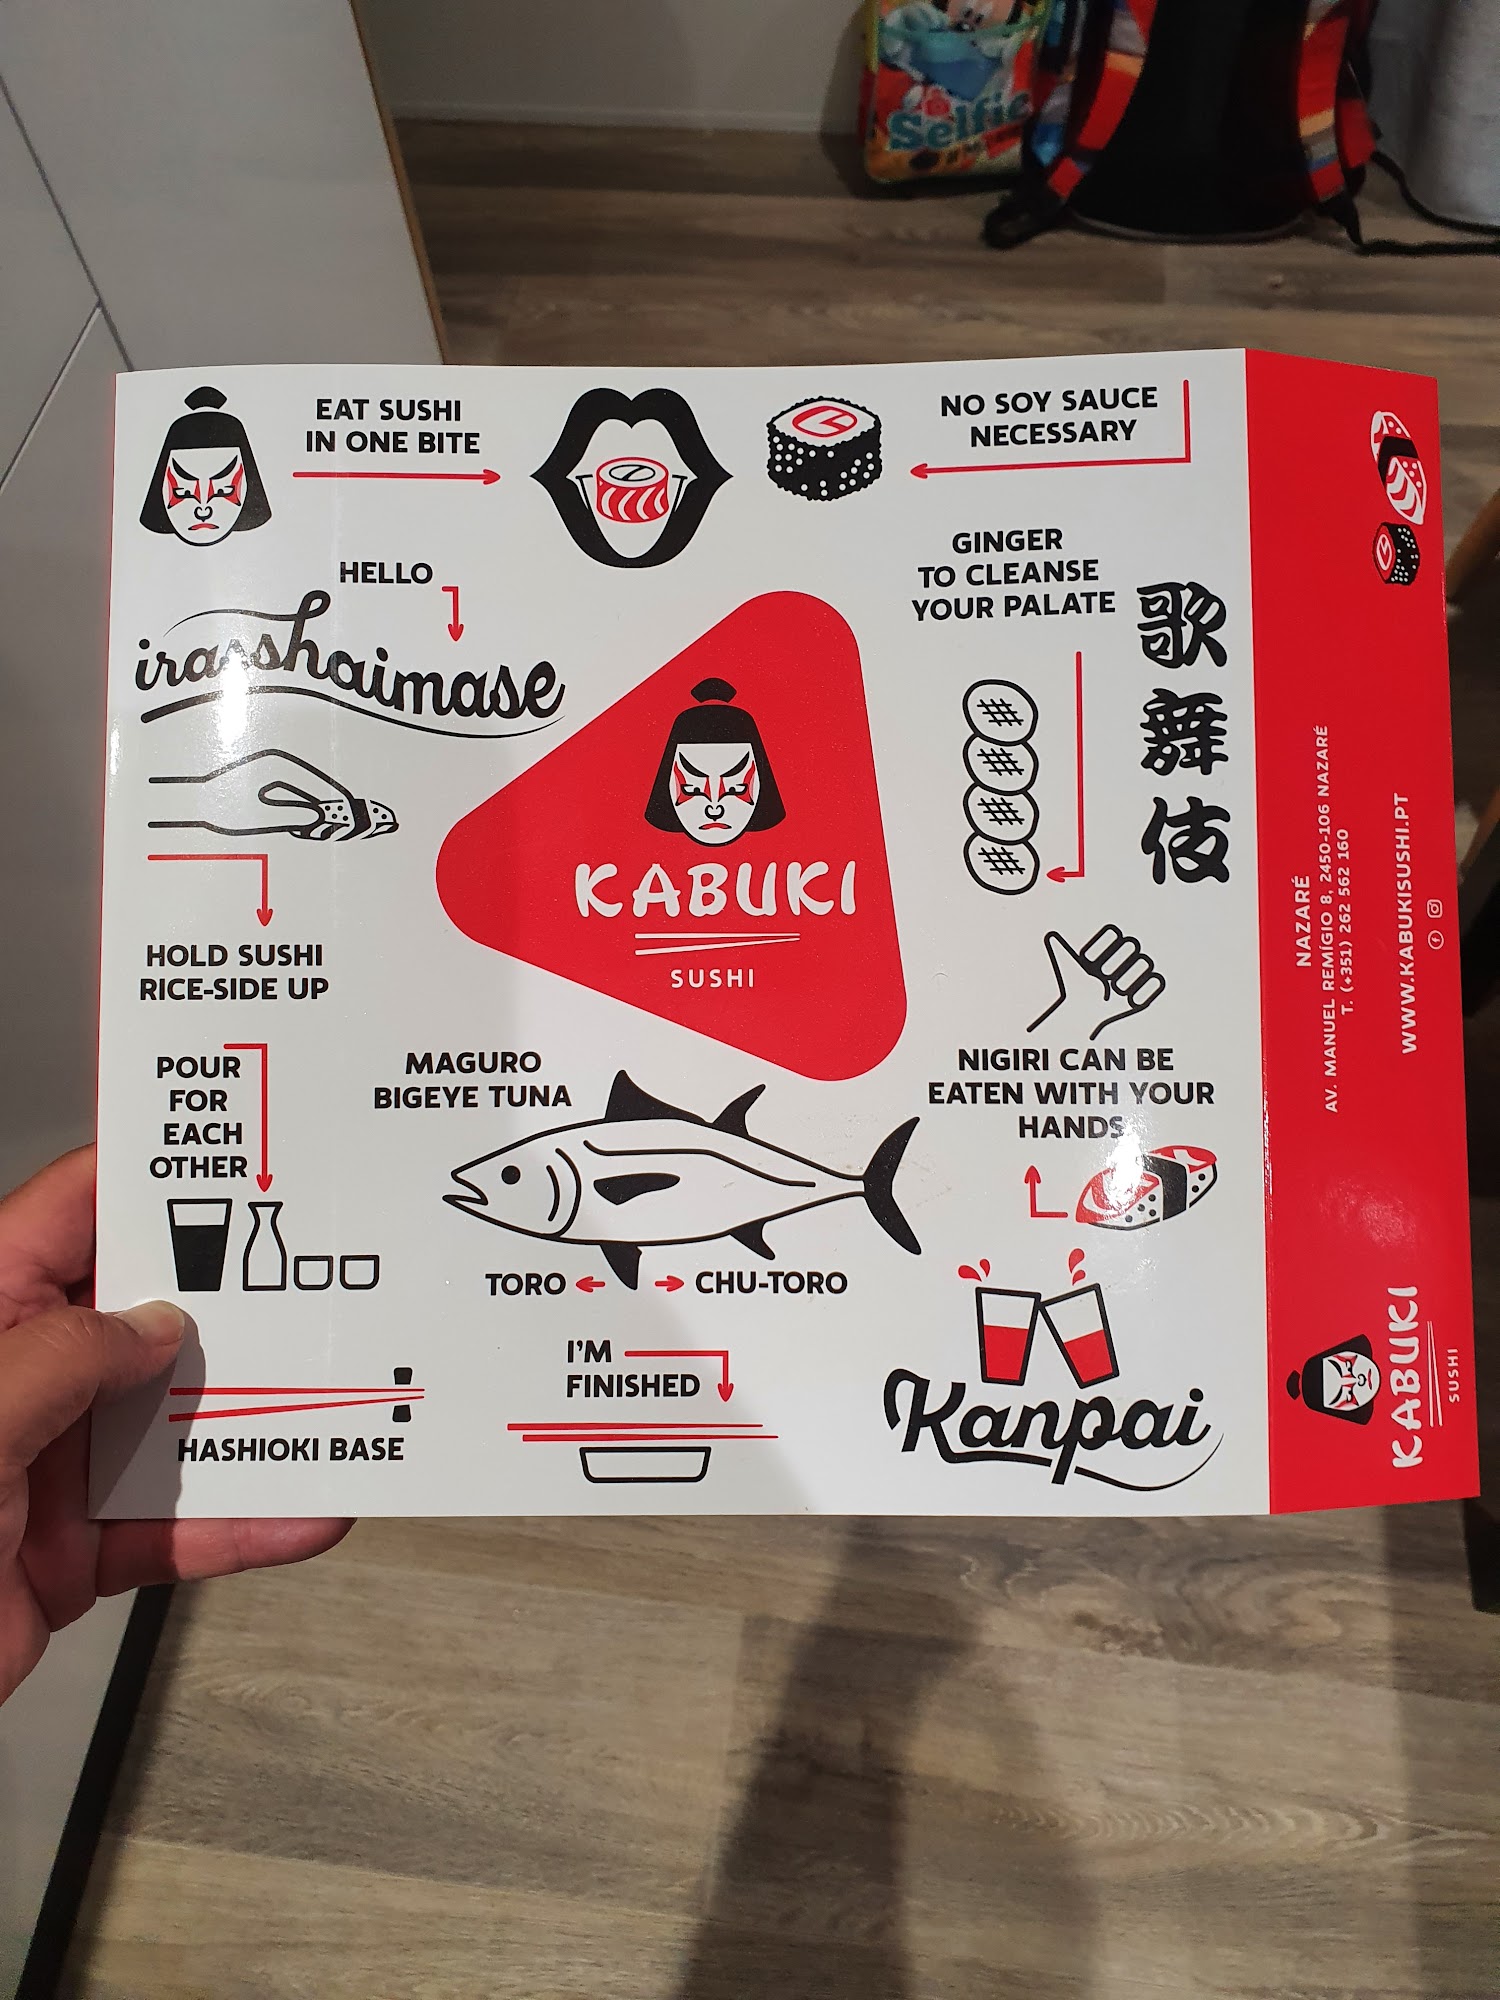 Selfie
EAT SUSHI
IN ONE BITE
NO SOY SAUCE
NECESSARY
HELLO
irasshaimase
GINGER
TO CLEANSE
YOUR PALATE
歌
舞
伎
KABUKI
SUSHI
HOLD SUSHI
RICE-SIDE UP
POUR
FOR
EACH
OTHER
MAGURO
BIGEYE TUNA
TORO
CHU-TORO
NIGIRI CAN BE
EATEN WITH YOUR
HANDS
I'M
FINISHED
HASHIOKI BASE
Kanpai
NAZARÉ
AV. MANUEL REMÍGIO 8, 2450-106 NAZARÉ
T. (+351) 262 562 160
WWW.KABUKISUSHI.PT
KABUKI
SUSHI